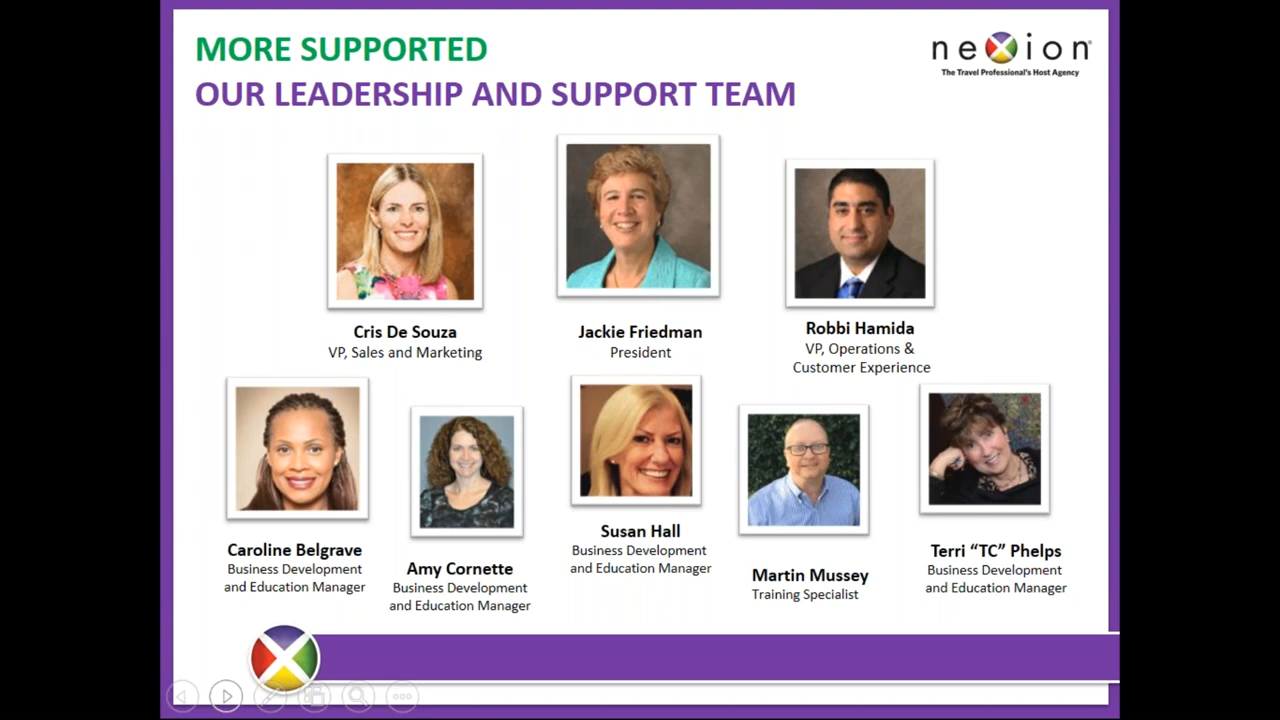 MORE SUPPORTED
OUR LEADERSHIP AND SUPPORT TEAM
nexion®
The Travel Professional's Host Agency
Cris De Souza
VP, Sales and Marketing
Jackie Friedman
President
Robbi Hamida
VP, Operations &
Customer Experience
Caroline Belgrave
Business Development
and Education Manager
Amy Cornette
Business Development
and Education Manager
Susan Hall
Business Development
and Education Manager
Martin Mussey
Training Specialist
Terri “TC” Phelps
Business Development
and Education Manager